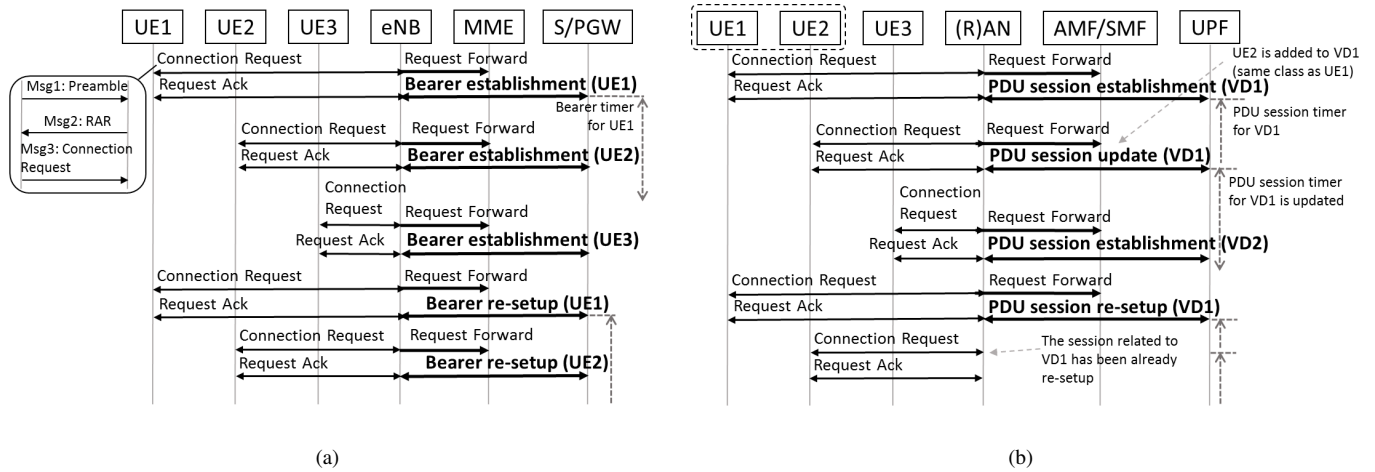 UE1 UE2 UE3 eNB MME S/PGW
Connection Request Request Forward
Request Ack Bearer establishment (UE1)
Msg1: Preamble
Msg2: RAR
Msg3: Connection
Request
Bearer timer
for UE1
Connection Request Request Forward
Request Ack Bearer establishment (UE2)
Connection
Request Request Forward
Request Ack Bearer establishment (UE3)
Connection Request Request Forward
Request Ack Bearer re-setup (UE1)
Connection Request Request Forward
Request Ack Bearer re-setup (UE2)
(a)
UE1 UE2 UE3 (R)AN AMF/SMF UPF
UE2 is added to VD1
(same class as UE1)
Connection Request Request Forward
Request Ack PDU session establishment (VD1)
PDU session timer
for VD1
Connection Request Request Forward
Request Ack PDU session update (VD1)
PDU session timer
for VD1 is updated
Connection
Request Request Forward
Request Ack PDU session establishment (VD2)
Connection Request Request Forward
Request Ack PDU session re-setup (VD1)
Connection Request
Request Ack
The session related to
VD1 has been already
re-setup
(b)